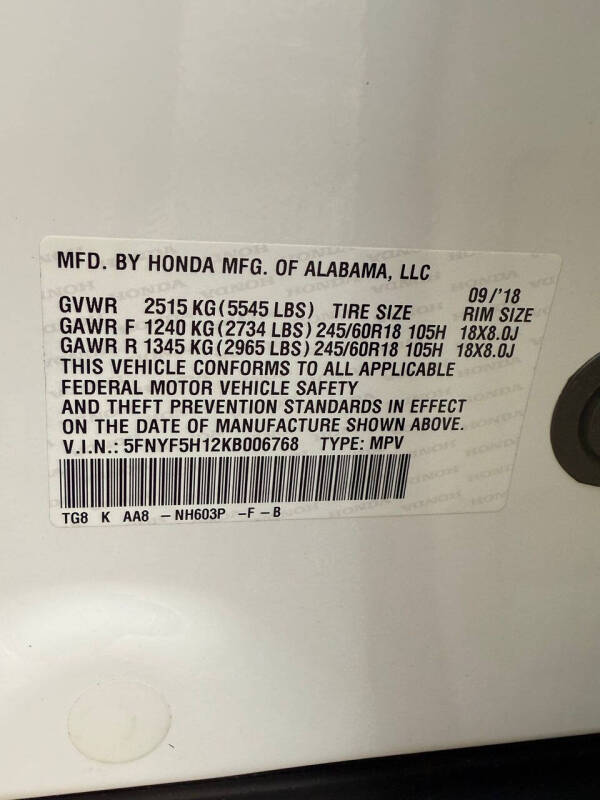 MFD. BY HONDA MFG. OF ALABAMA, LLC
09/'18
GVWR 2515 KG (5545 LBS) TIRE SIZE RIM SIZE
GAWR F 1240 KG (2734 LBS) 245/60R18 105H 18X8.0J
GAWR R 1345 KG (2965 LBS) 245/60R18 105H 18X8.0J
THIS VEHICLE CONFORMS TO ALL APPLICABLE
FEDERAL MOTOR VEHICLE SAFETY
AND THEFT PREVENTION STANDARDS IN EFFECT
ON THE DATE OF MANUFACTURE SHOWN ABOVE.
V.I.N.: 5FNYF5H12KB006768 TYPE: MPV
TG8 K AA8 - NH603P - F - B